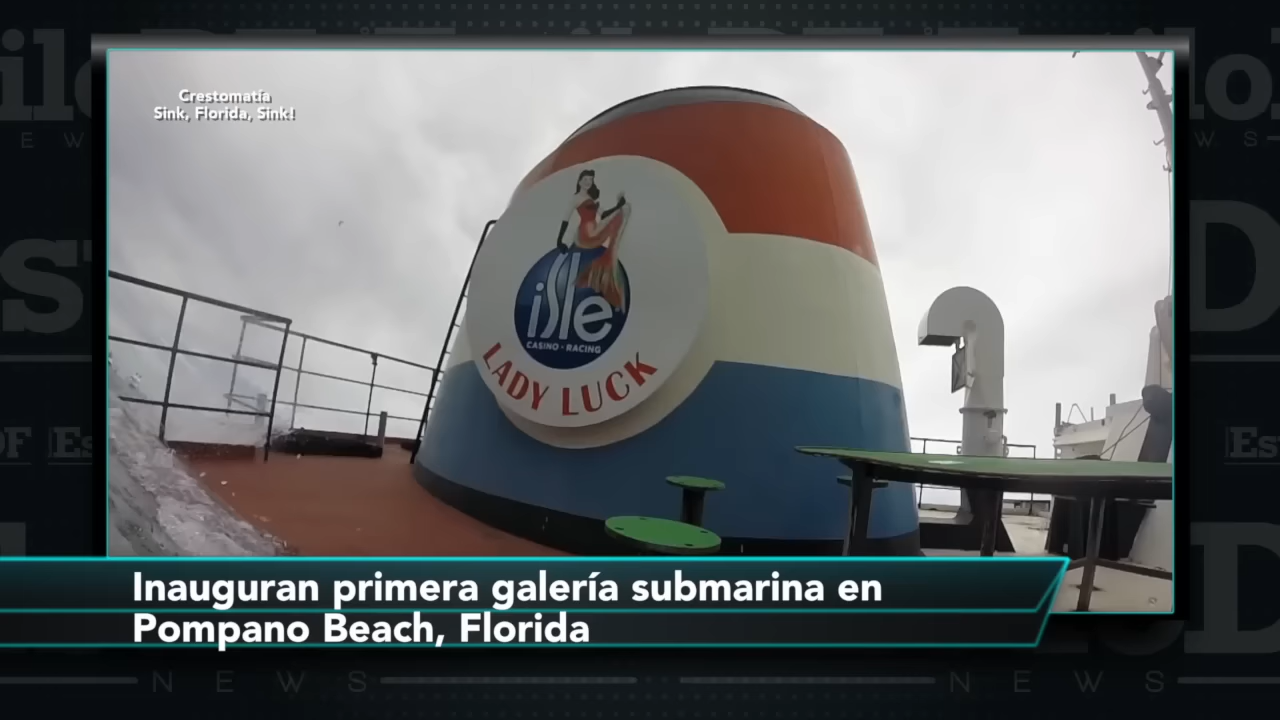 Crestomatía
Sink, Florida, Sink!
isle
CASINO · RACING
LADY LUCK
Inauguran primera galería submarina en
Pompano Beach, Florida
N E W S
N E W S